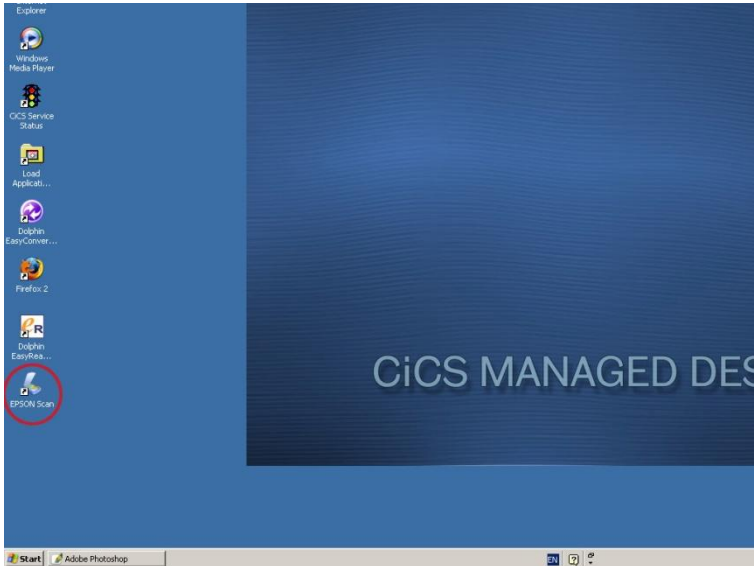 Explorer
Windows
Media Player
CiCS Service
Status
Load
Applicati...
Dolphin
EasyConver...
Firefox 2
R
Dolphin
EasyRea...
EPSON Scan
CiCS MANAGED DES
Start
Adobe Photoshop
EN
?